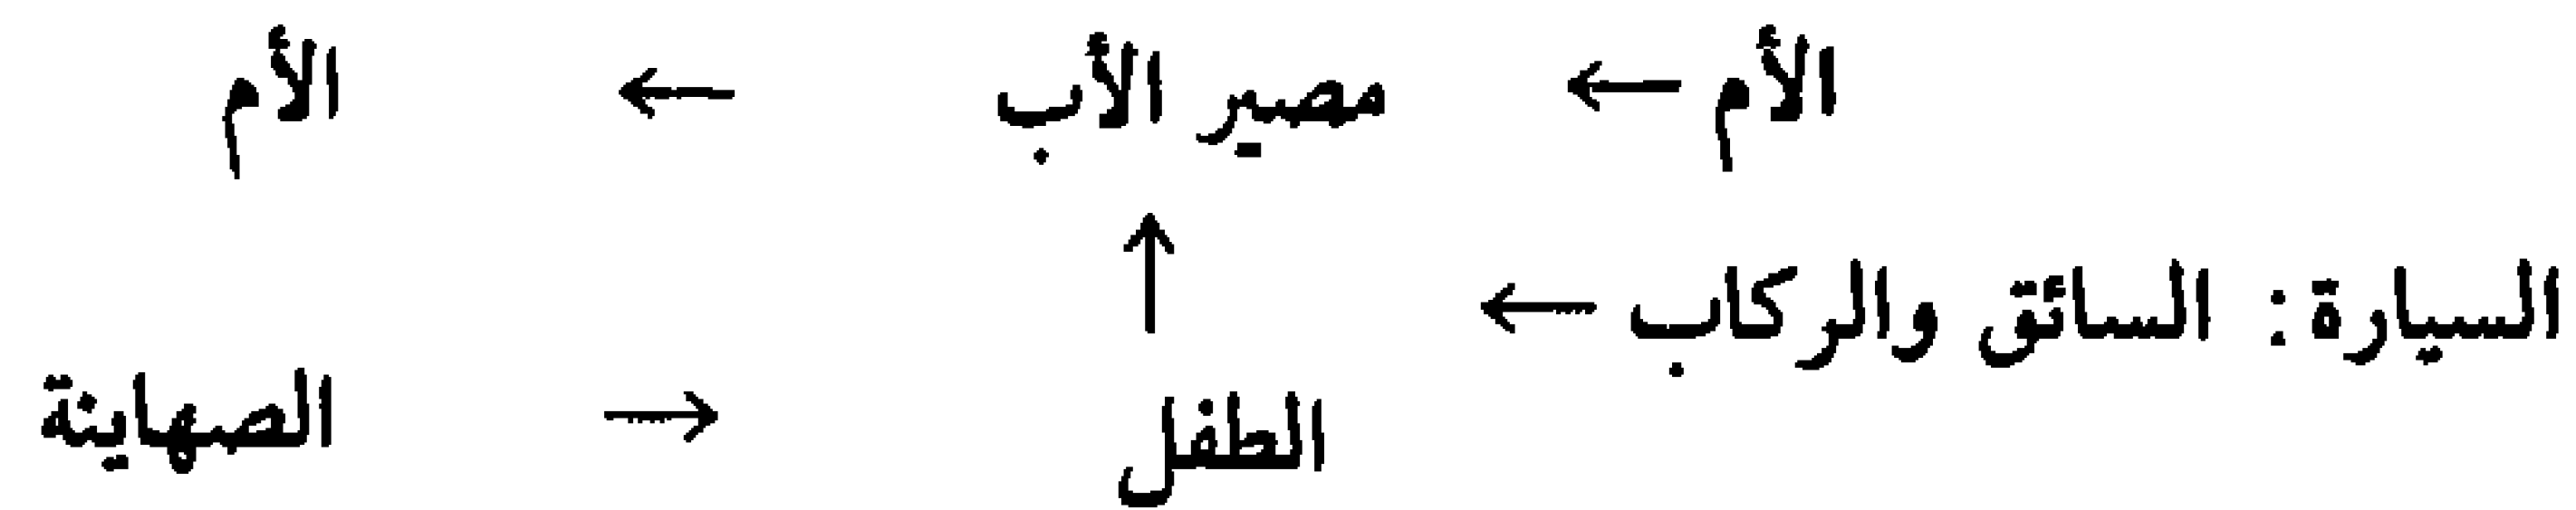 الأم ← مصير الأب ← الأم
↑
السيارة: السائق والركاب ←
الطفل → الصهاينة